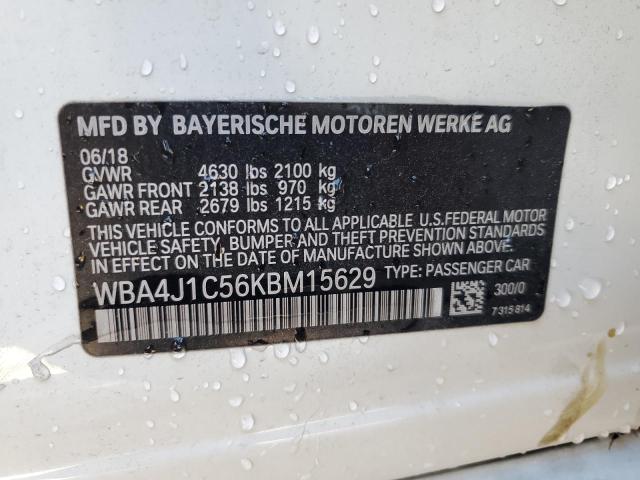 MFD BY BAYERISCHE MOTOREN WERKE AG
06/18
GVWR 4630 lbs 2100 kg
GAWR FRONT 2138 lbs 970 kg
GAWR REAR 2679 lbs 1215 kg
THIS VEHICLE CONFORMS TO ALL APPLICABLE U.S.FEDERAL MOTOR
VEHICLE SAFETY, BUMPER AND THEFT PREVENTION STANDARDS
IN EFFECT ON THE DATE OF MANUFACTURE SHOWN ABOVE.
WBA4J1C56KBM15629 TYPE: PASSENGER CAR
300/0
7315814